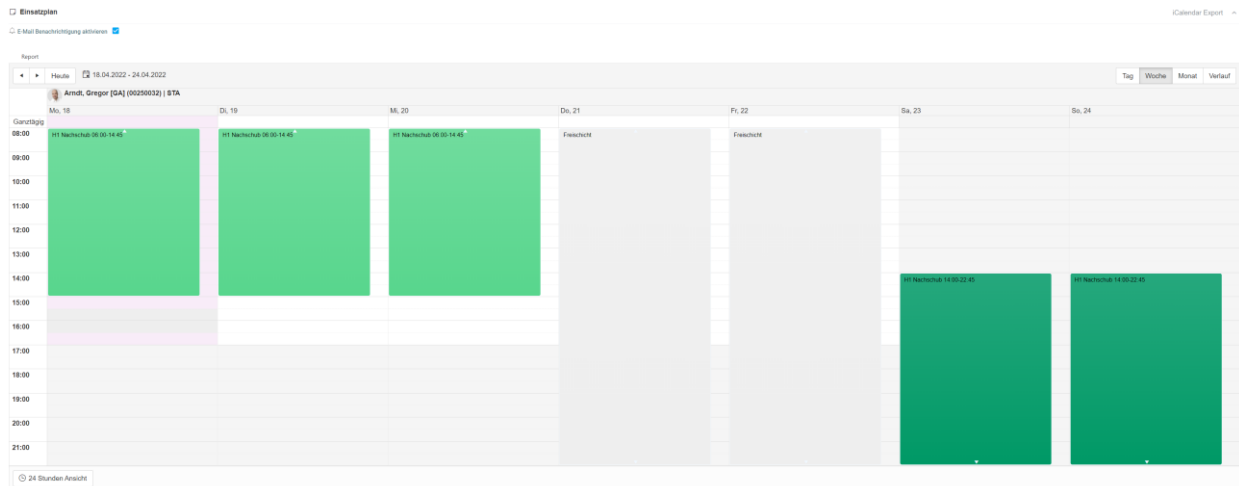 Einsatzplan
iCalendar Export
E-Mail Benachrichtigung aktivieren
Report
Heute 18.04.2022 - 24.04.2022
Tag Woche Monat Verlauf
Arndt, Gregor [GA] (00250032) | STA
Mo, 18 Di, 19 Mi, 20 Do, 21 Fr, 22 Sa, 23 So, 24
Ganztägig
08:00 H1 Nachschub 06:00-14:45 H1 Nachschub 06:00-14:45 H1 Nachschub 06:00-14:45 Freischicht Freischicht
09:00
10:00
11:00
12:00
13:00
14:00 H1 Nachschub 14:00-22:45 H1 Nachschub 14:00-22:45
15:00
16:00
17:00
18:00
19:00
20:00
21:00
24 Stunden Ansicht